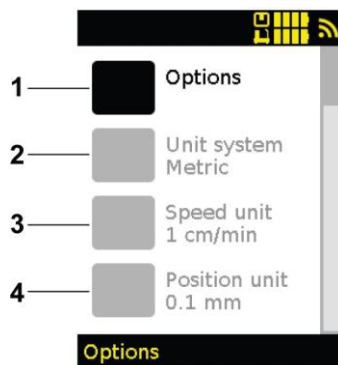 1
Options
2
Unit system
Metric
3
Speed unit
1 cm/min
4
Position unit
0.1 mm
Options